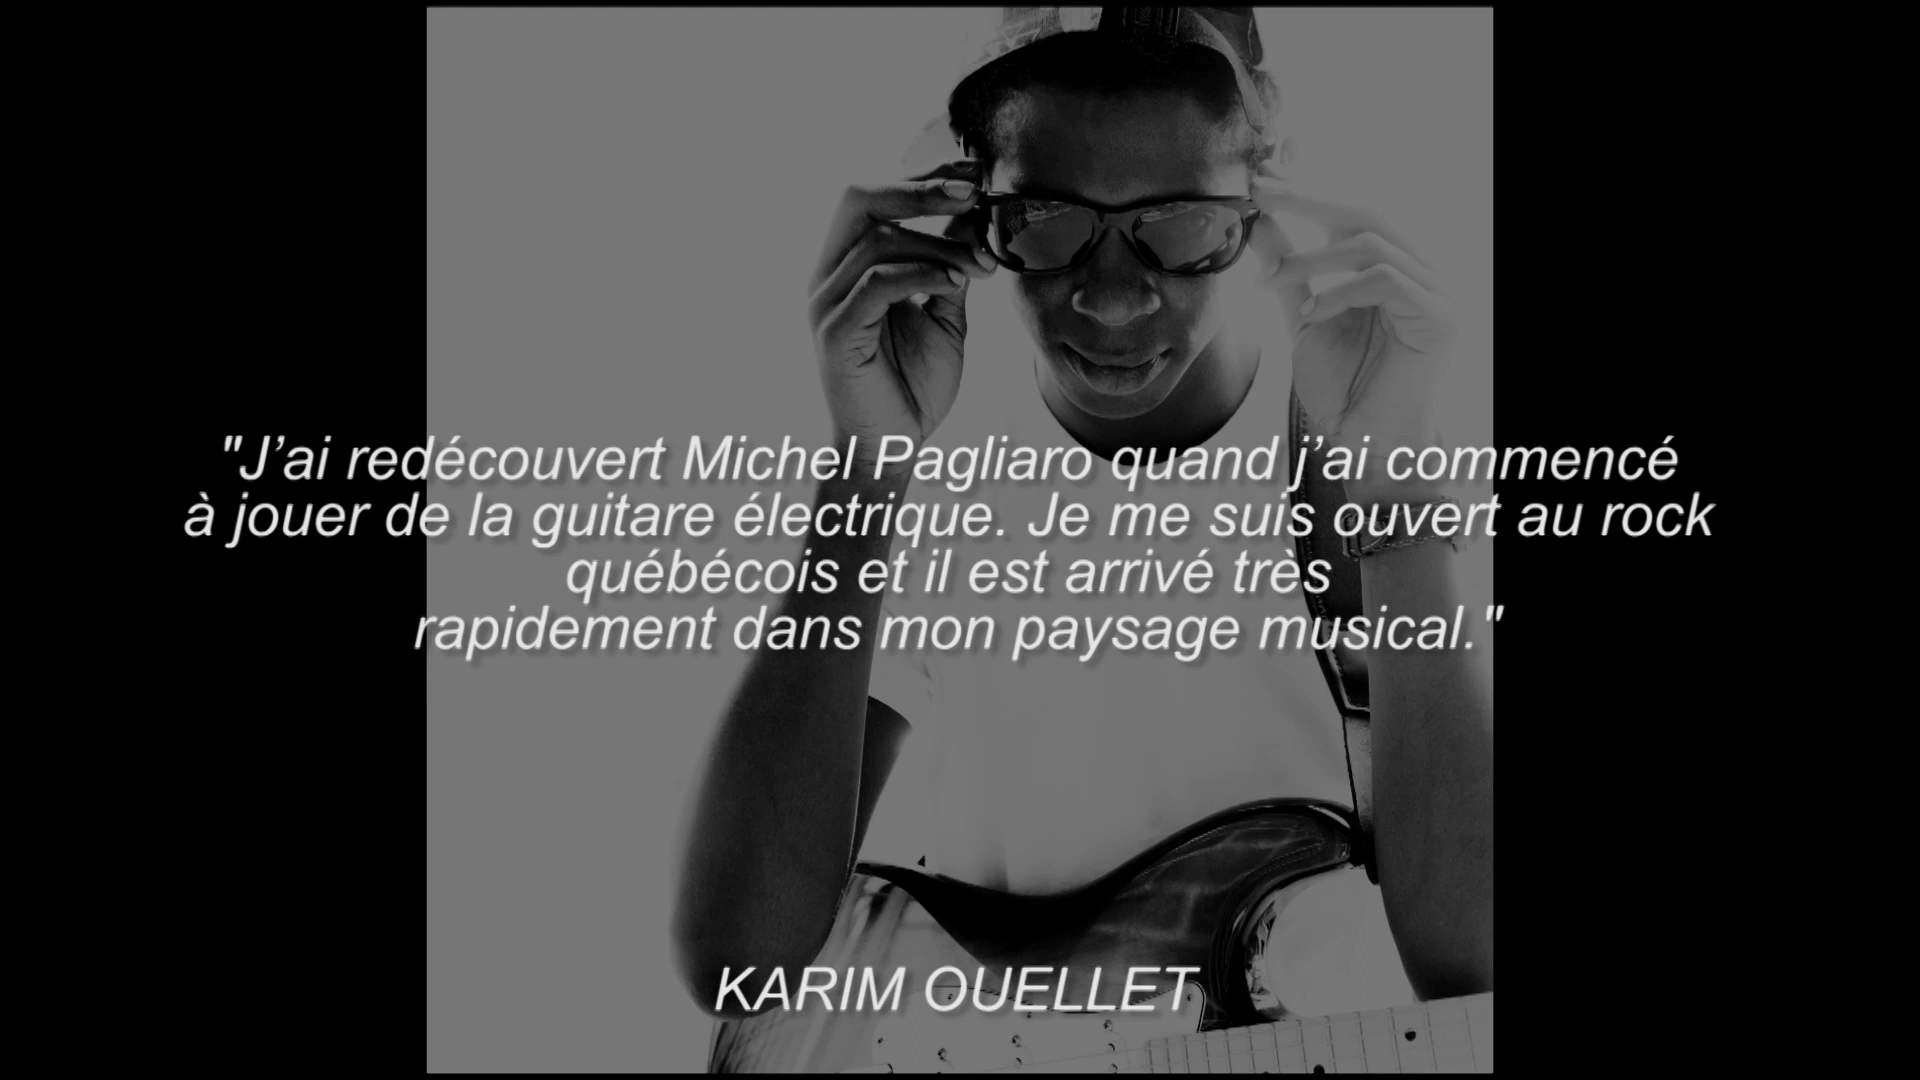 "J’ai redécouvert Michel Pagliaro quand j’ai commencé
à jouer de la guitare électrique. Je me suis ouvert au rock
québécois et il est arrivé très
rapidement dans mon paysage musical."
KARIM OUELLET